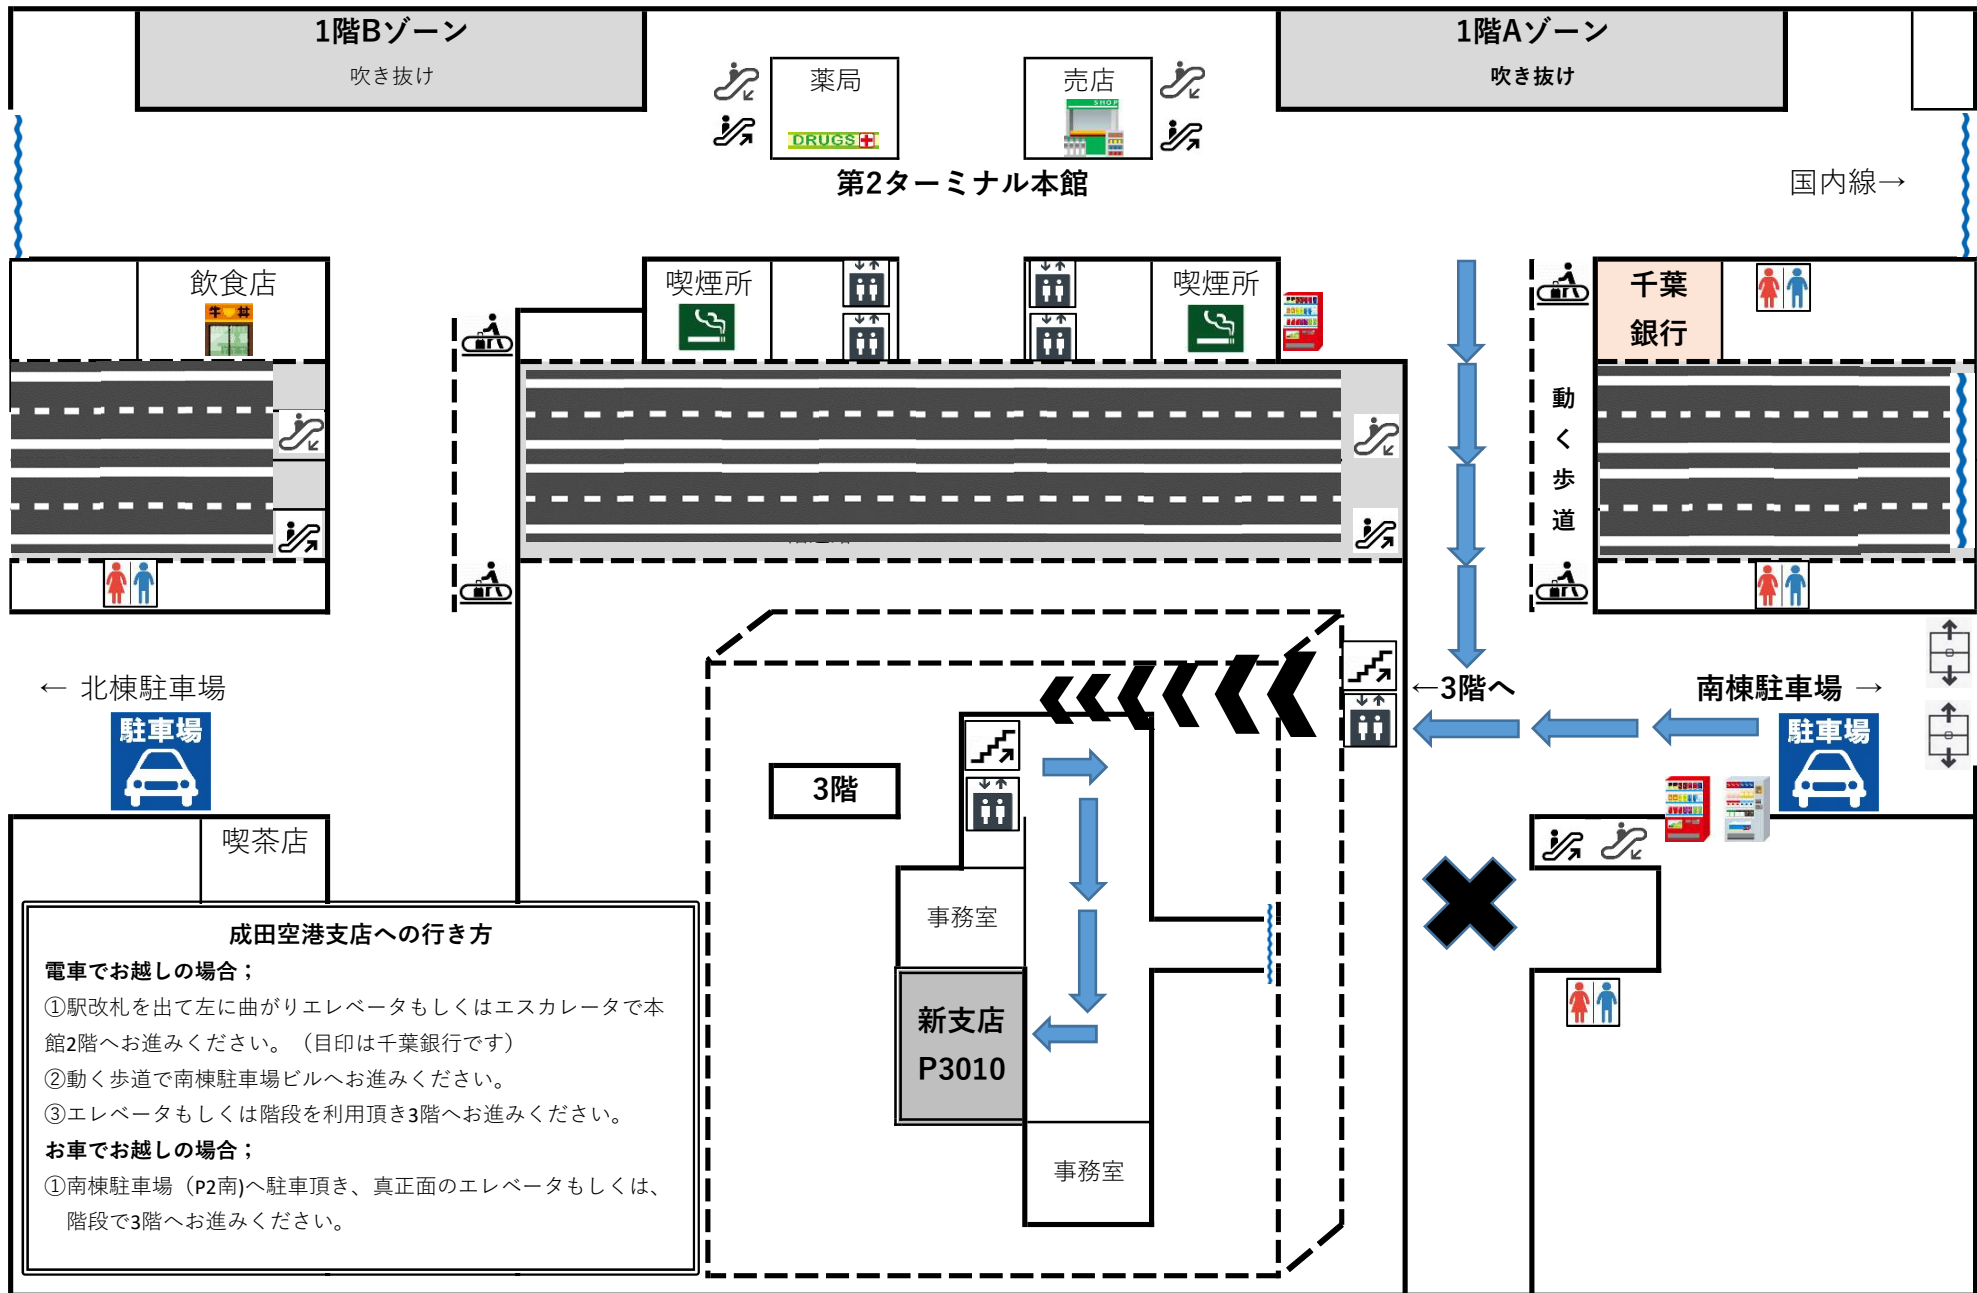 1階Bゾーン
吹き抜け
1階Aゾーン
吹き抜け
薬局
DRUGS
売店
SHOP
第2ターミナル本館
国内線→
飲食店
牛 丼
喫煙所
喫煙所
千葉
銀行
動く歩道
← 北棟駐車場
駐車場
←3階へ
南棟駐車場 →
駐車場
3階
喫茶店
事務室
新支店
P3010
事務室
成田空港支店への行き方
電車でお越しの場合；
①駅改札を出て左に曲がりエレベータもしくはエスカレータで本
館2階へお進みください。（目印は千葉銀行です）
②動く歩道で南棟駐車場ビルへお進みください。
③エレベータもしくは階段を利用頂き3階へお進みください。
お車でお越しの場合；
①南棟駐車場（P2南)へ駐車頂き、真正面のエレベータもしくは、
階段で3階へお進みください。